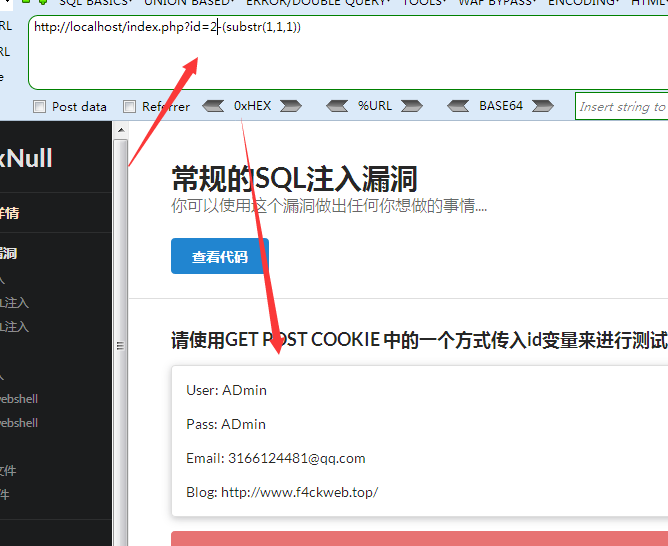 SQL BASICS UNION BASED ERROR/DOUBLE QUERY TOOLS WAF BYPASS ENCODING HTML
URL
http://localhost/index.php?id=2-(substr(1,1,1))
Post data Referrer 0xHEX %URL BASE64 Insert string to
xNull
常规的SQL注入漏洞
你可以使用这个漏洞做出任何你想做的事情....
详情
查看代码
漏洞
L注入
L注入
请使用GET POST COOKIE 中的一个方式传入id变量来进行测试
User: ADmin
ebshell
Pass: ADmin
ebshell
Email: 3166124481@qq.com
文件
Blog: http://www.f4ckweb.top/
件